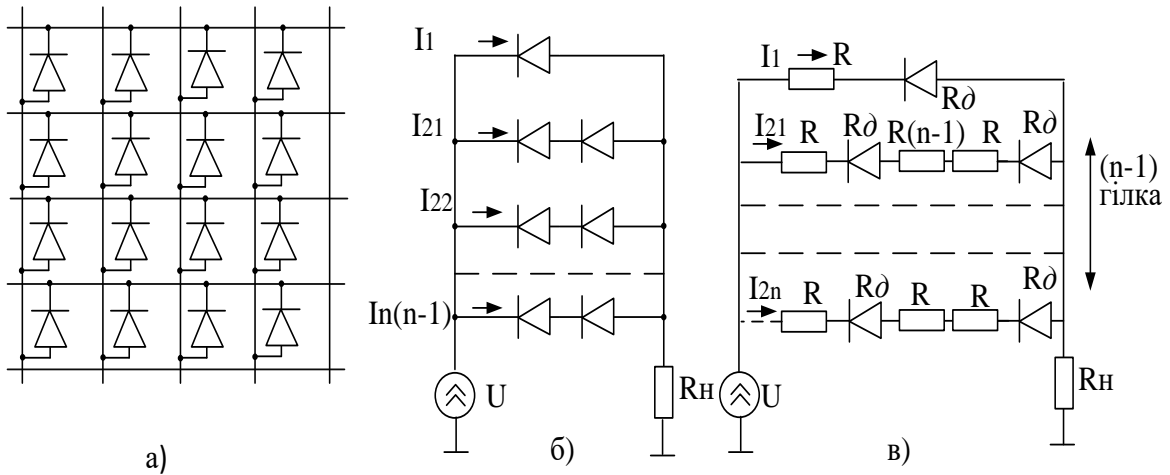 I1
I21
I22
In(n-1)
U
Rн
I1 R
Rд
I21 R Rд R(n-1) R Rд
(n-1)
гілка
I2n R Rд R R Rд
U
Rн
а) б) в)